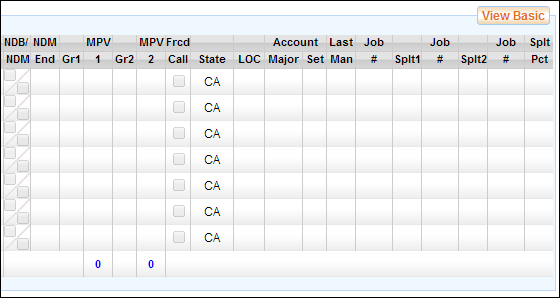 View Basic
NDB/ NDM MPV MPV Frcd Account Last Job Job Job Splt
NDM End Gr1 1 Gr2 2 Call State LOC Major Set Man # Splt1 # Splt2 # Pct
CA
CA
CA
CA
CA
CA
CA
0 0